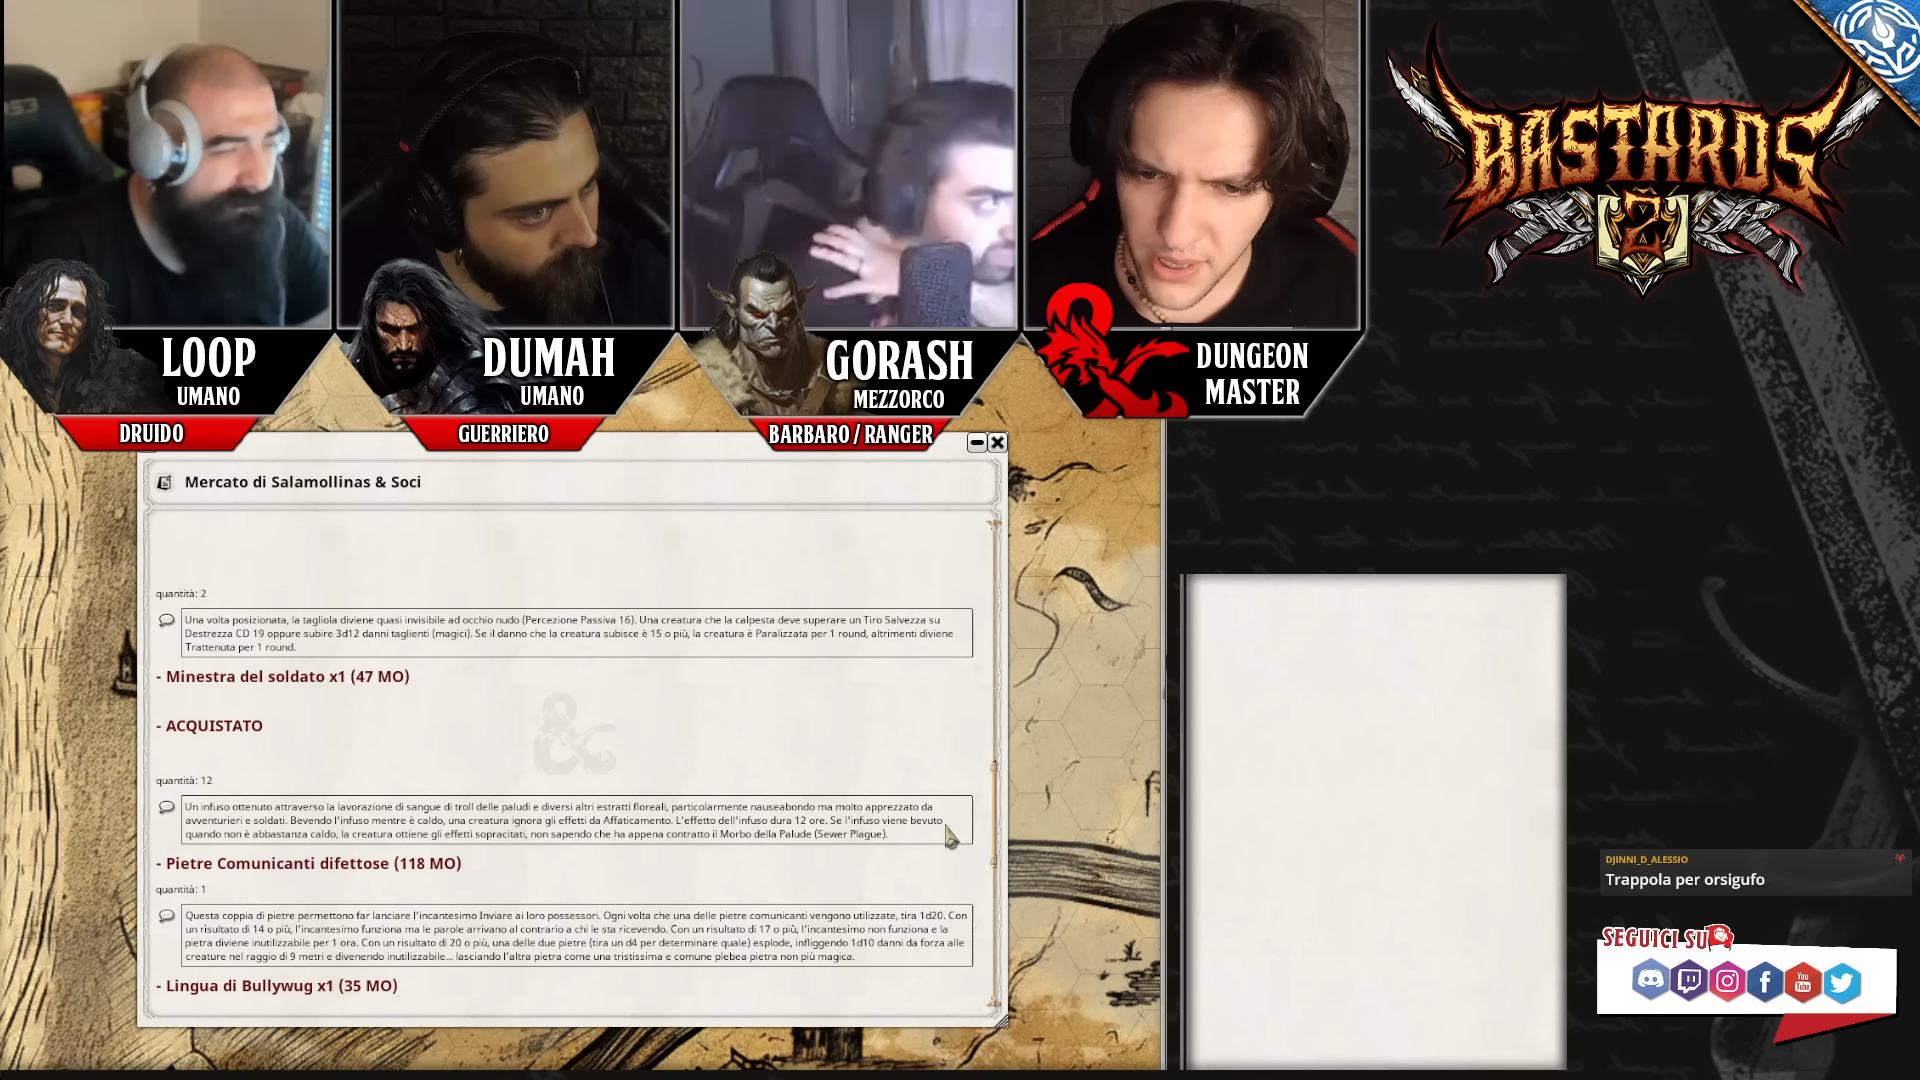 BASTARDS
2
LOOP
UMANO
DRUIDO
DUMAH
UMANO
GUERRIERO
GORASH
MEZZORCO
BARBARO / RANGER
DUNGEON
MASTER
Mercato di Salamollinas & Soci
quantità: 2
Una volta posizionata, la tagliola diviene quasi invisibile ad occhio nudo (Percezione Passiva 16). Una creatura che la calpesta deve superare un Tiro Salvezza su
Destrezza CD 19 oppure subire 3d12 danni taglienti (magici). Se il danno che la creatura subisce è 15 o più, la creatura è Paralizzata per 1 round, altrimenti diviene
Trattenuta per 1 round.
- Minestra del soldato x1 (47 MO)
- ACQUISTATO
quantità: 12
Un infuso ottenuto attraverso la lavorazione di sangue di troll delle paludi e diversi altri estratti floreali, particolarmente nauseabondo ma molto apprezzato da
avventurieri e soldati. Bevendo l'infuso mentre è caldo, una creatura ignora gli effetti da Affaticamento. L'effetto dell'infuso dura 12 ore. Se l'infuso viene bevuto
quando non è abbastanza caldo, la creatura ottiene gli effetti sopracitati, non sapendo che ha appena contratto il Morbo della Palude (Sewer Plague).
- Pietre Comunicanti difettose (118 MO)
quantità: 1
Questa coppia di pietre permettono far lanciare l'incantesimo Inviare ai loro possessori. Ogni volta che una delle pietre comunicanti vengono utilizzate, tira 1d20. Con
un risultato di 14 o più, l'incantesimo funziona ma le parole arrivano al contrario a chi le sta ricevendo. Con un risultato di 17 o più, l'incantesimo non funziona e la
pietra diviene inutilizzabile per 1 ora. Con un risultato di 20 o più, una delle due pietre (tira un d4 per determinare quale) esplode, infliggendo 1d10 danni da forza alle
creature nel raggio di 9 metri e divenendo inutilizzabile... lasciando l'altra pietra come una tristissima e comune plebea pietra non più magica.
- Lingua di Bullywug x1 (35 MO)
DJINNI_D_ALESSIO
Trappola per orsigufo
SEGUICI SU
You
Tube